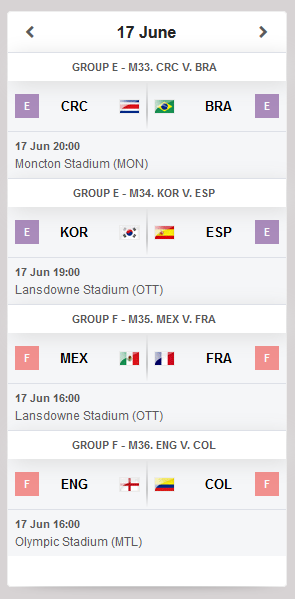 17 June
GROUP E - M33. CRC V. BRA
E CRC BRA E
17 Jun 20:00
Moncton Stadium (MON)
GROUP E - M34. KOR V. ESP
E KOR ESP E
17 Jun 19:00
Lansdowne Stadium (OTT)
GROUP F - M35. MEX V. FRA
F MEX FRA F
17 Jun 16:00
Lansdowne Stadium (OTT)
GROUP F - M36. ENG V. COL
F ENG COL F
17 Jun 16:00
Olympic Stadium (MTL)